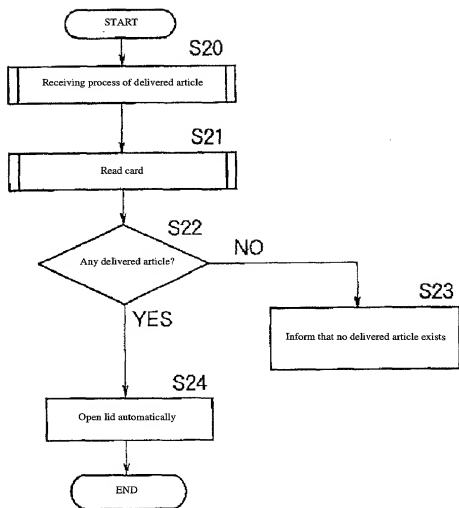 START
S20
Receiving process of delivered article
S21
Read card
S22
Any delivered article?
NO
YES
S23
Inform that no delivered article exists
S24
Open lid automatically
END